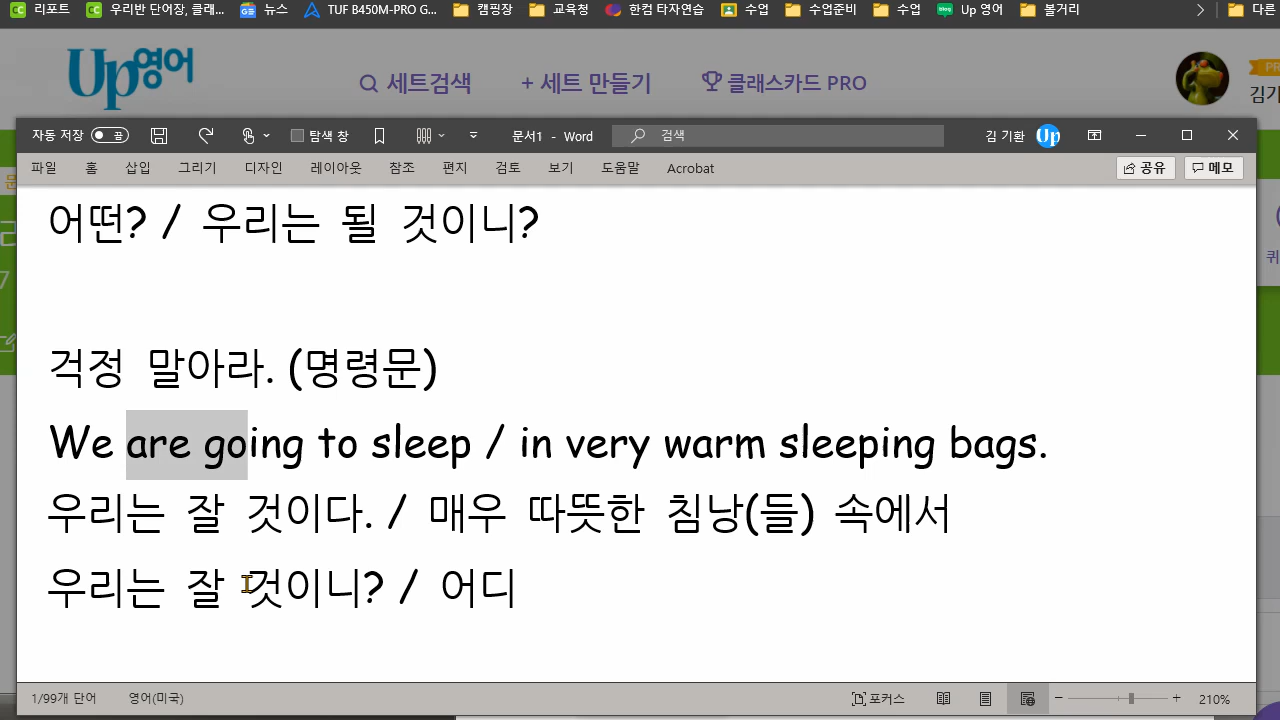 리포트 우리반 단어장, 클래... 뉴스 TUF B450M-PRO G... 캠핑장 교육청 한컴 타자연습 수업 수업준비 수업 Up 영어 볼거리 다른
Up영어 세트검색 + 세트 만들기 클래스카드 PRO PR
김기
자동 저장 끔 탐색 창 문서1 - Word 검색 김 기환 Up
파일 홈 삽입 그리기 디자인 레이아웃 참조 편지 검토 보기 도움말 Acrobat 공유 메모
어떤? / 우리는 될 것이니?
걱정 말아라. (명령문)
We are going to sleep / in very warm sleeping bags.
우리는 잘 것이다. / 매우 따뜻한 침낭(들) 속에서
우리는 잘 것이니? / 어디
1/99개 단어 영어(미국) 포커스 210%